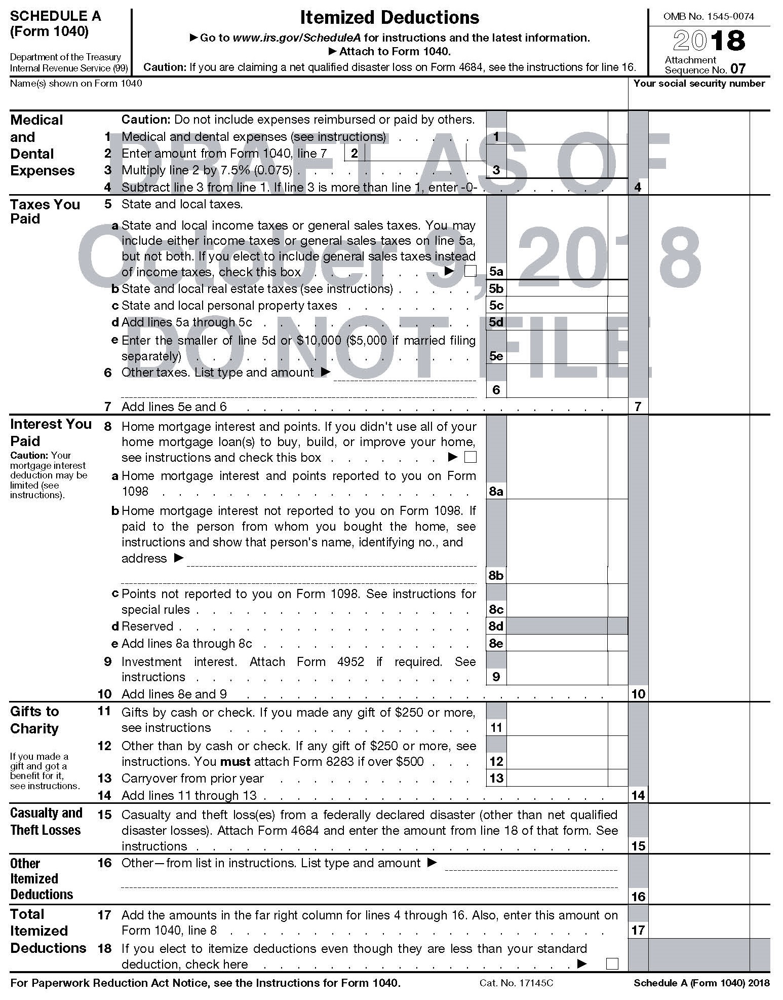 SCHEDULE A
(Form 1040)
Department of the Treasury
Internal Revenue Service (99)
Itemized Deductions
▶ Go to www.irs.gov/ScheduleA for instructions and the latest information.
▶ Attach to Form 1040.
Caution: If you are claiming a net qualified disaster loss on Form 4684, see the instructions for line 16.
OMB No. 1545-0074
2018
Attachment
Sequence No. 07
Name(s) shown on Form 1040
Your social security number
DRAFT AS OF
October 9, 2018
DO NOT FILE
Medical
and
Dental
Expenses
Caution: Do not include expenses reimbursed or paid by others.
1 Medical and dental expenses (see instructions) . . . . . 1
2 Enter amount from Form 1040, line 7 2
3 Multiply line 2 by 7.5% (0.075) . . . . . . . . . . . 3
4 Subtract line 3 from line 1. If line 3 is more than line 1, enter -0- . . . . . . . . 4
Taxes You
Paid
5 State and local taxes.
a State and local income taxes or general sales taxes. You may
include either income taxes or general sales taxes on line 5a,
but not both. If you elect to include general sales taxes instead
of income taxes, check this box . . . . . . . . ▶ 5a
b State and local real estate taxes (see instructions) . . . . . 5b
c State and local personal property taxes . . . . . . . . 5c
d Add lines 5a through 5c . . . . . . . . . . . . . 5d
e Enter the smaller of line 5d or $10,000 ($5,000 if married filing
separately) . . . . . . . . . . . . . . . . . 5e
6 Other taxes. List type and amount ▶
6
7 Add lines 5e and 6 . . . . . . . . . . . . . . . . . . . . . . 7
Interest You
Paid
Caution: Your
mortgage interest
deduction may be
limited (see
instructions).
8 Home mortgage interest and points. If you didn't use all of your
home mortgage loan(s) to buy, build, or improve your home,
see instructions and check this box . . . . . . . ▶
a Home mortgage interest and points reported to you on Form
1098 . . . . . . . . . . . . . . . . . . . 8a
b Home mortgage interest not reported to you on Form 1098. If
paid to the person from whom you bought the home, see
instructions and show that person's name, identifying no., and
address ▶
8b
c Points not reported to you on Form 1098. See instructions for
special rules . . . . . . . . . . . . . . . . . 8c
d Reserved . . . . . . . . . . . . . . . . . . 8d
e Add lines 8a through 8c . . . . . . . . . . . . . 8e
9 Investment interest. Attach Form 4952 if required. See
instructions . . . . . . . . . . . . . . . . . 9
10 Add lines 8e and 9 . . . . . . . . . . . . . . . . . . . . . . 10
Gifts to
Charity
If you made a
gift and got a
benefit for it,
see instructions.
11 Gifts by cash or check. If you made any gift of $250 or more,
see instructions . . . . . . . . . . . . . . . 11
12 Other than by cash or check. If any gift of $250 or more, see
instructions. You must attach Form 8283 if over $500 . . . 12
13 Carryover from prior year . . . . . . . . . . . 13
14 Add lines 11 through 13 . . . . . . . . . . . . . . . . . . . . . 14
Casualty and
Theft Losses
15 Casualty and theft loss(es) from a federally declared disaster (other than net qualified
disaster losses). Attach Form 4684 and enter the amount from line 18 of that form. See
instructions . . . . . . . . . . . . . . . . . . . . . . . . . 15
Other
Itemized
Deductions
16 Other—from list in instructions. List type and amount ▶
16
Total
Itemized
Deductions
17 Add the amounts in the far right column for lines 4 through 16. Also, enter this amount on
Form 1040, line 8 . . . . . . . . . . . . . . . . . . . . . . . 17
18 If you elect to itemize deductions even though they are less than your standard
deduction, check here . . . . . . . . . . . . . . . . . . . ▶
For Paperwork Reduction Act Notice, see the Instructions for Form 1040.
Cat. No. 17145C
Schedule A (Form 1040) 2018